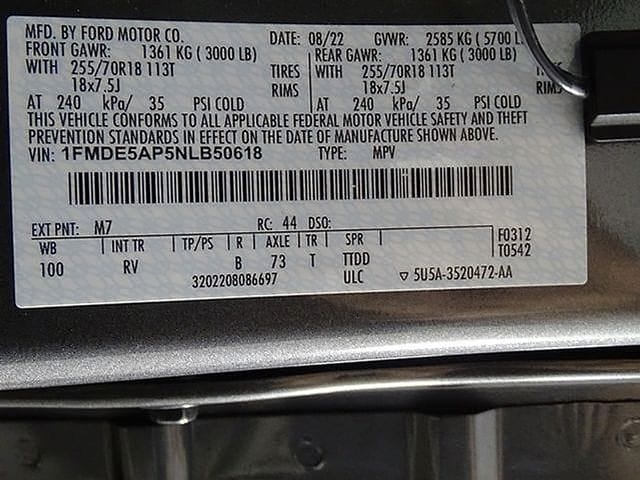 MFD. BY FORD MOTOR CO. DATE: 08/22 GVWR: 2585 KG ( 5700 L
FRONT GAWR: 1361 KG ( 3000 LB) REAR GAWR: 1361 KG ( 3000 LB)
WITH 255/70R18 113T TIRES WITH 255/70R18 113T TIRES
18x7.5J RIMS 18x7.5J RIMS
AT 240 kPa/ 35 PSI COLD AT 240 kPa/ 35 PSI COLD
THIS VEHICLE CONFORMS TO ALL APPLICABLE FEDERAL MOTOR VEHICLE SAFETY AND THEFT
PREVENTION STANDARDS IN EFFECT ON THE DATE OF MANUFACTURE SHOWN ABOVE.
VIN: 1FMDE5AP5NLB50618 TYPE: MPV
EXT PNT: M7 RC: 44 DSO:
WB INT TR TP/PS R AXLE TR SPR F0312
100 RV B 73 T TTDD T0542
3202208086697 ULC ▽ 5U5A-3520472-AA